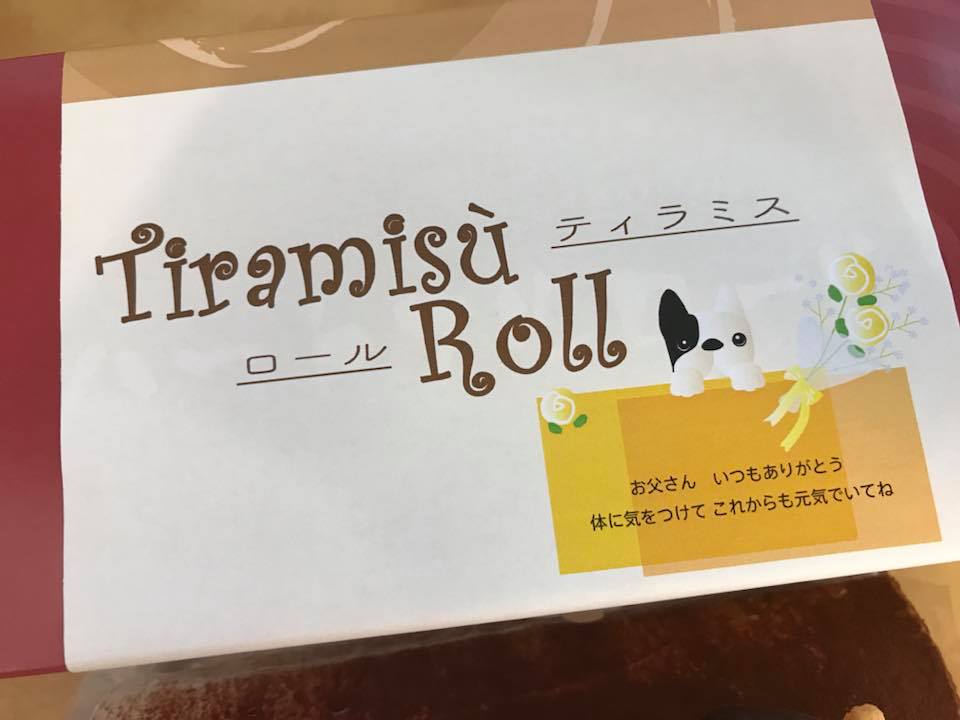 Tiramisù ティラミス
ロール Roll
お父さん いつもありがとう
体に気をつけて これからも元気でいてね